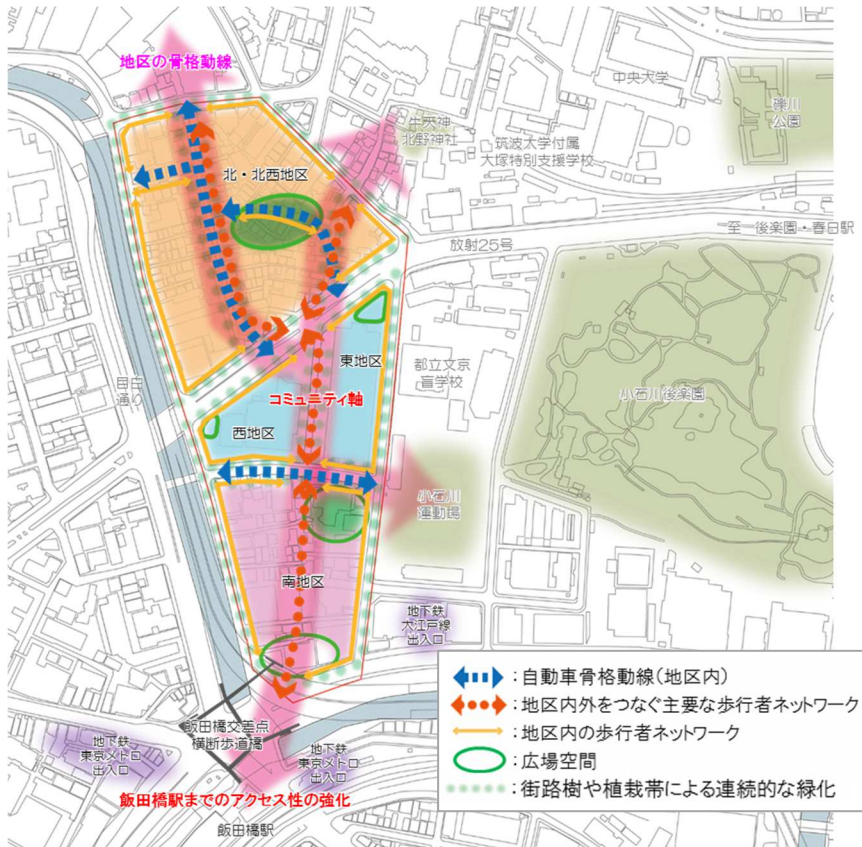 地区の骨格動線
中央大学
礫川
公園
牛天神
北野神社
筑波大学付属
大塚特別支援学校
北・北西地区
至 後楽園・春日駅
放射25号
東地区
都立文京
盲学校
目白
通り
コミュニティ軸
小石川後楽園
西地区
小石川
運動場
南地区
地下鉄
大江戸線
出入口
:自動車骨格動線(地区内)
:地区内外をつなぐ主要な歩行者ネットワーク
:地区内の歩行者ネットワーク
:広場空間
:街路樹や植栽帯による連続的な緑化
飯田橋交差点
横断歩道橋
地下鉄
東京メトロ
出入口
地下鉄
東京メトロ
出入口
飯田橋駅までのアクセス性の強化
飯田橋駅